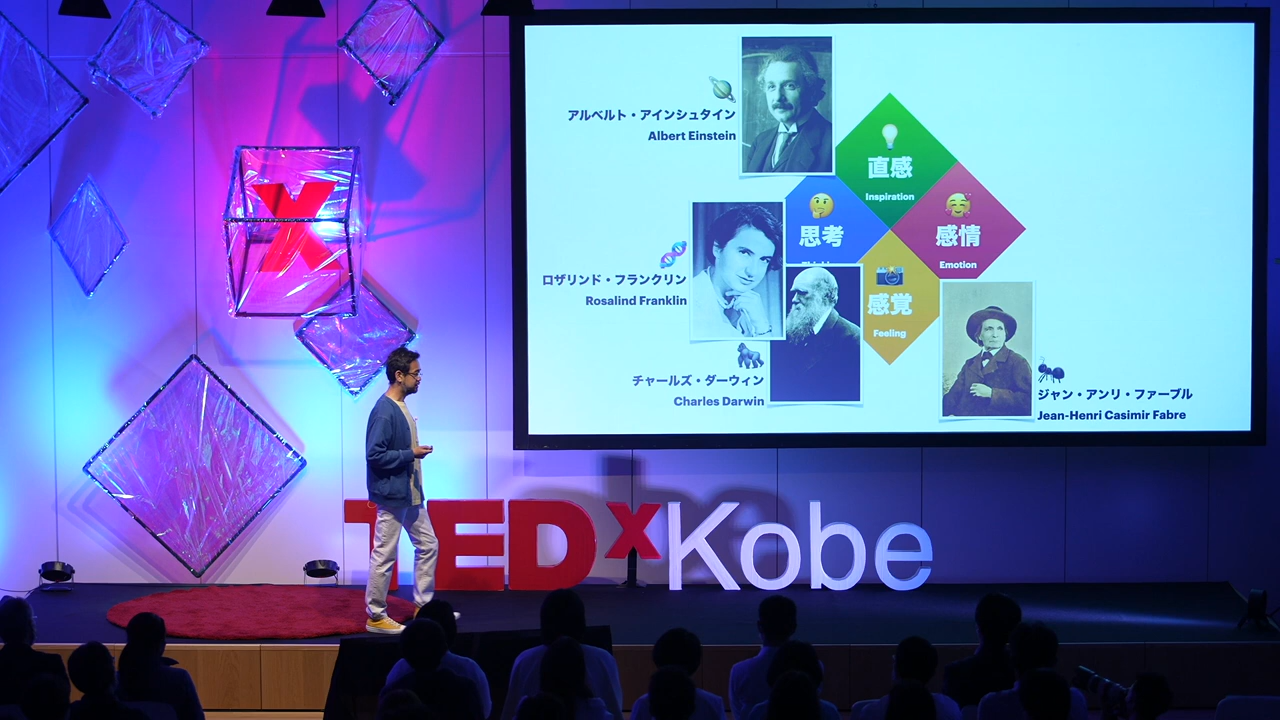 アルベルト・アインシュタイン
Albert Einstein
直感
Inspiration
思考
感情
Emotion
ロザリンド・フランクリン
Rosalind Franklin
感覚
Feeling
チャールズ・ダーウィン
Charles Darwin
ジャン・アンリ・ファーブル
Jean-Henri Casimir Fabre
X
TEDxKobe